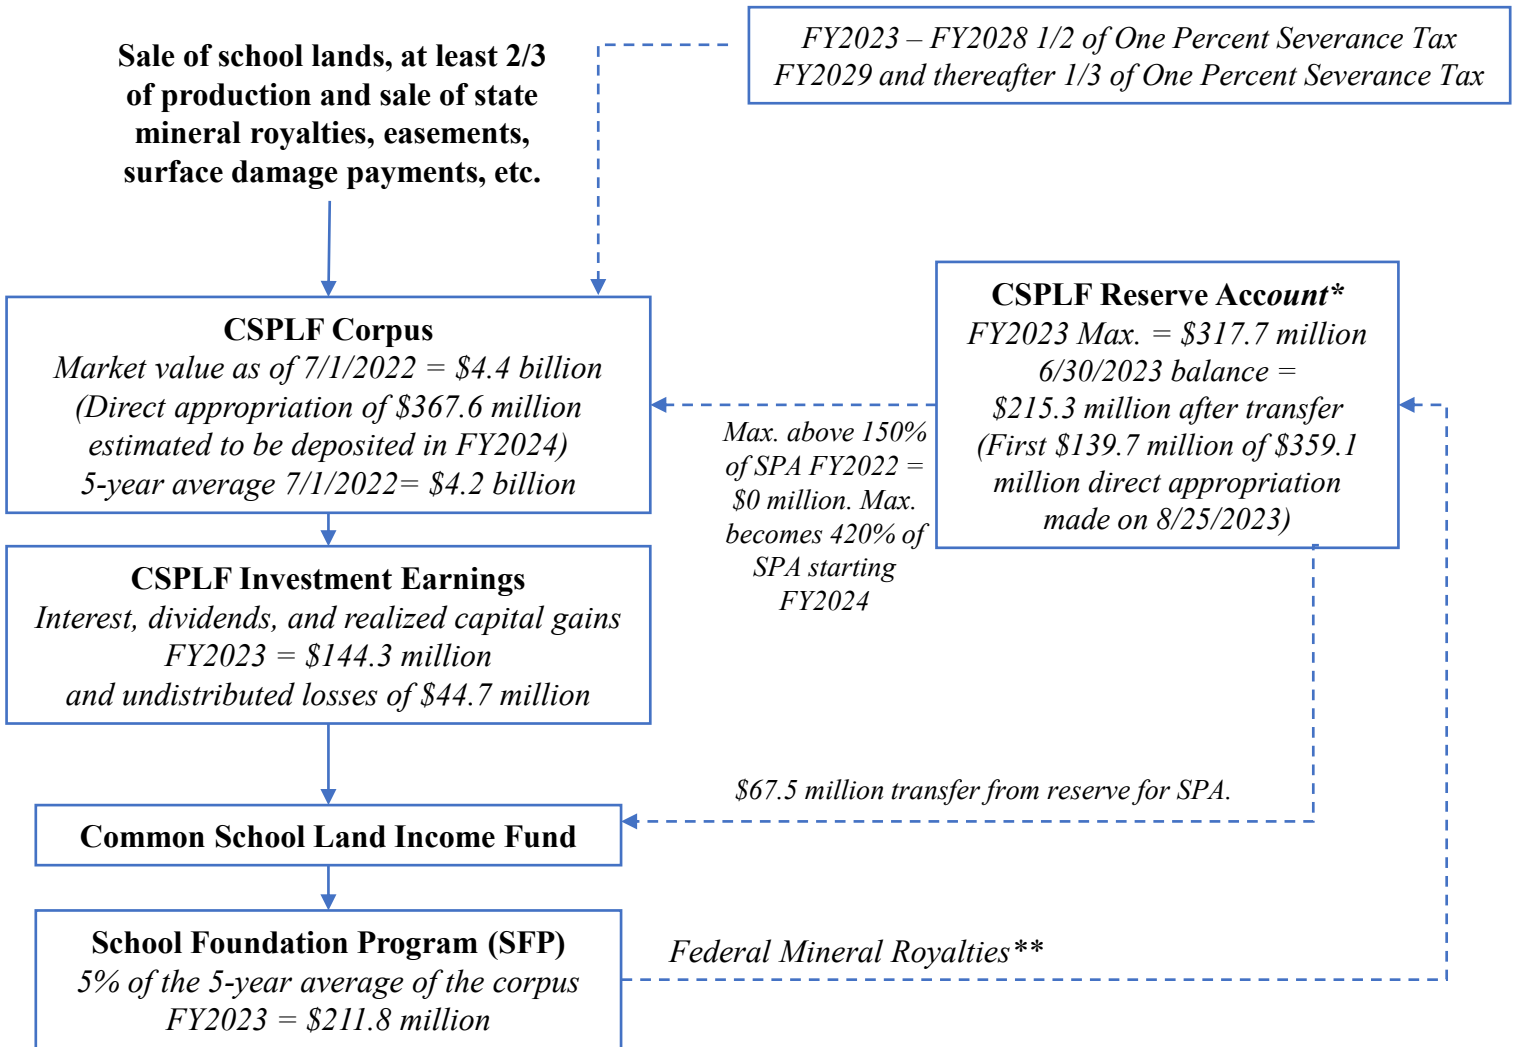 Sale of school lands, at least 2/3
of production and sale of state
mineral royalties, easements,
surface damage payments, etc.
FY2023 – FY2028 1/2 of One Percent Severance Tax
FY2029 and thereafter 1/3 of One Percent Severance Tax
CSPLF Corpus
Market value as of 7/1/2022 = $4.4 billion
(Direct appropriation of $367.6 million
estimated to be deposited in FY2024)
5-year average 7/1/2022= $4.2 billion
Max. above 150%
of SPA FY2022 =
$0 million. Max.
becomes 420% of
SPA starting
FY2024
CSPLF Reserve Account*
FY2023 Max. = $317.7 million
6/30/2023 balance =
$215.3 million after transfer
(First $139.7 million of $359.1
million direct appropriation
made on 8/25/2023)
CSPLF Investment Earnings
Interest, dividends, and realized capital gains
FY2023 = $144.3 million
and undistributed losses of $44.7 million
$67.5 million transfer from reserve for SPA.
Common School Land Income Fund
School Foundation Program (SFP)
5% of the 5-year average of the corpus
FY2023 = $211.8 million
Federal Mineral Royalties**